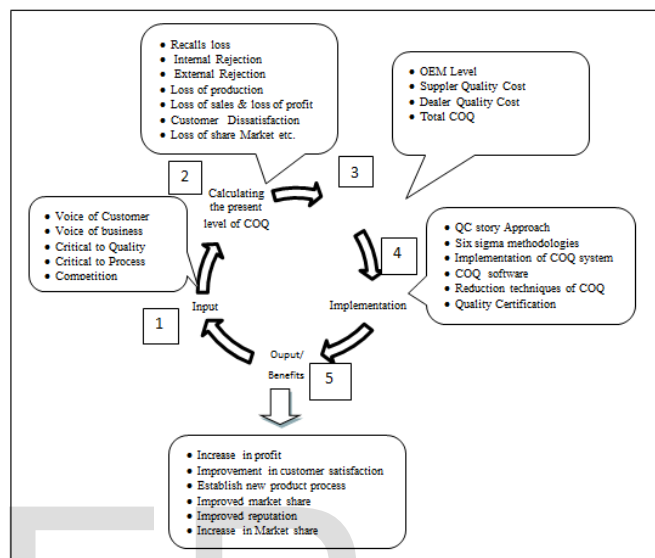 • Recalls loss
• Internal Rejection
• External Rejection
• Loss of production
• Loss of sales & loss of profit
• Customer Dissatisfaction
• Loss of share Market etc.
• OEM Level
• Suppler Quality Cost
• Dealer Quality Cost
• Total COQ
2
3
Calculating
the present
level of COQ
• Voice of Customer
• Voice of business
• Critical to Quality
• Critical to Process
• Competition
4
• QC story Approach
• Six sigma methodologies
• Implementation of COQ system
• COQ software
• Reduction techniques of COQ
• Quality Certification
1
Input
Implementation
Ouput/
Benefits
5
• Increase in profit
• Improvement in customer satisfaction
• Establish new product process
• Improved market share
• Improved reputation
• Increase in Market share